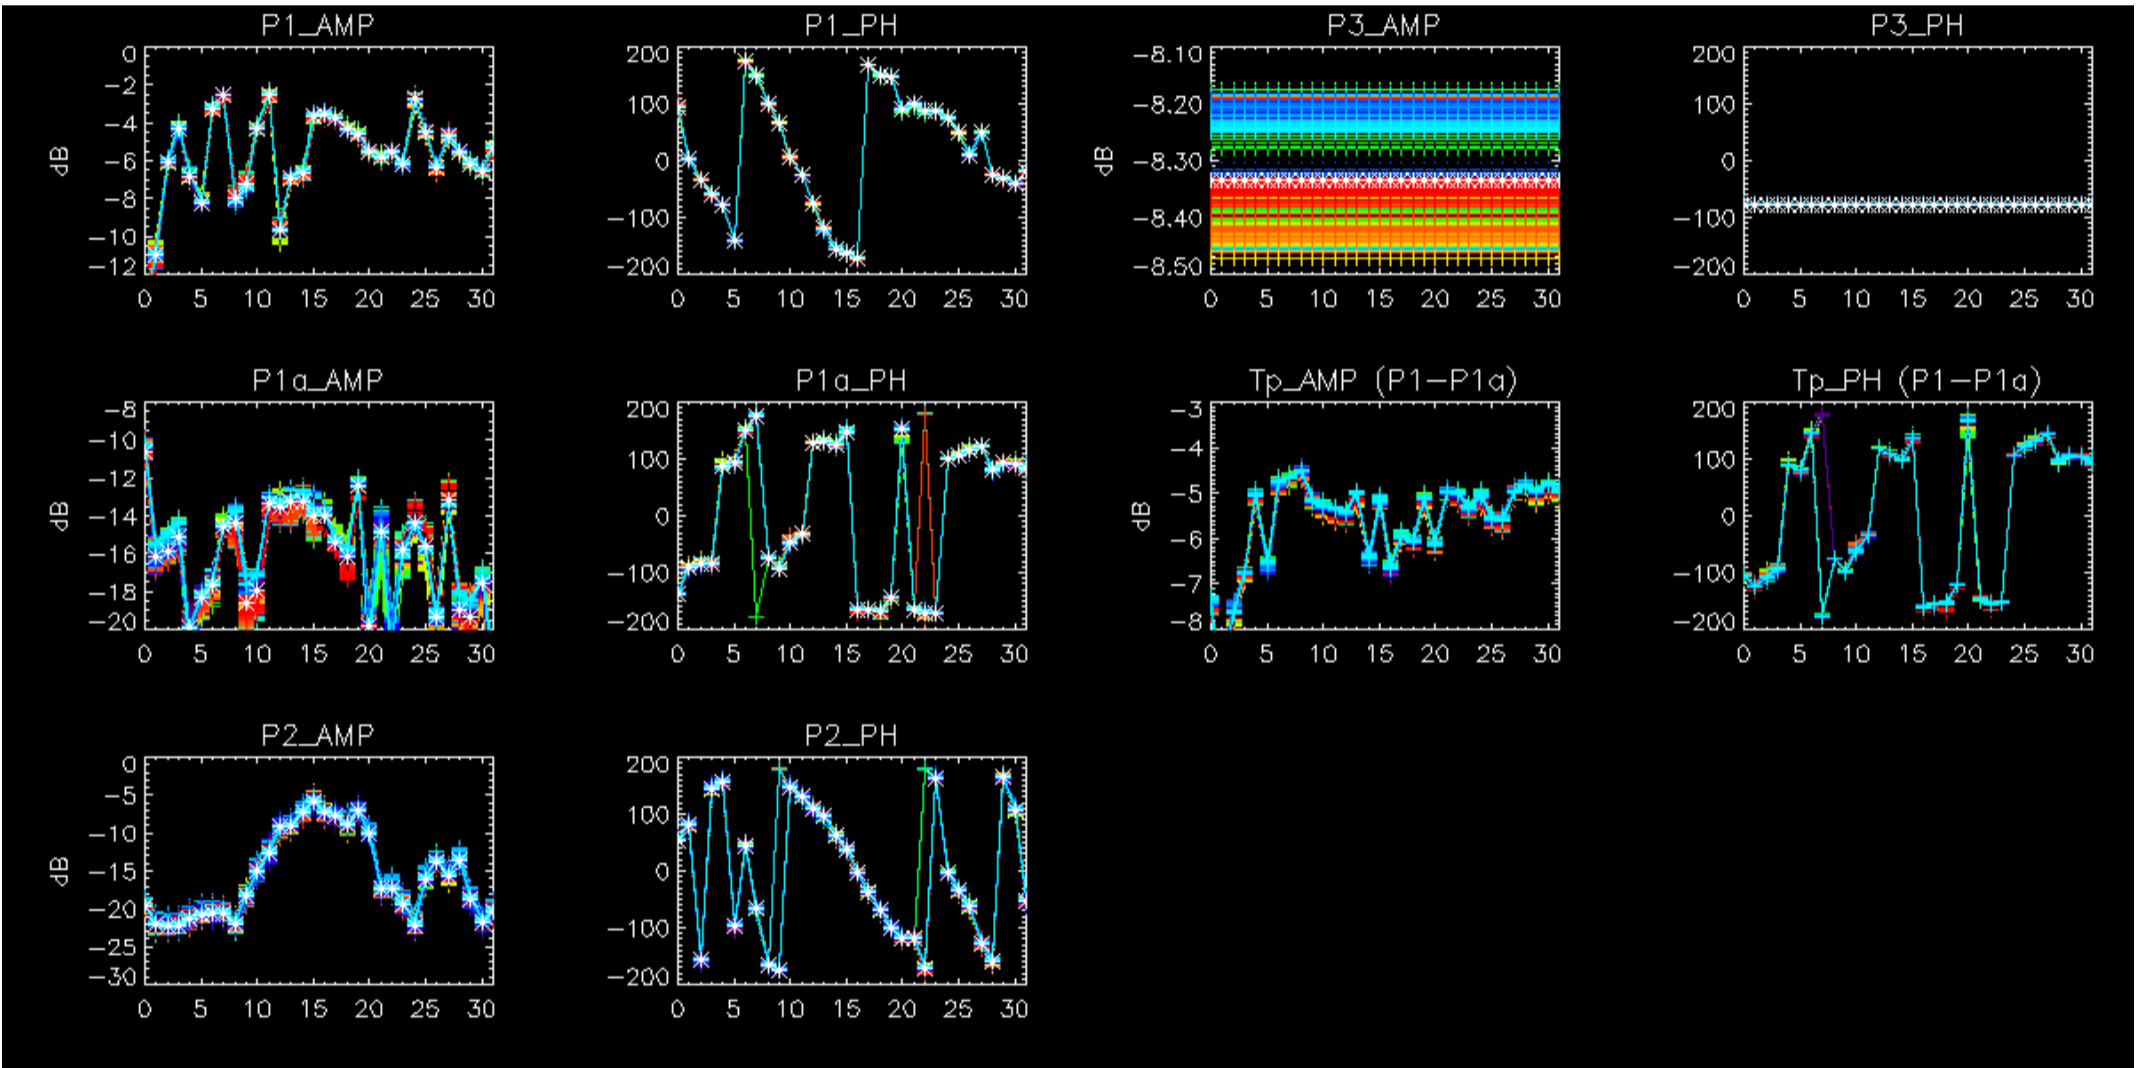 P1_AMP
P1_PH
P3_AMP
P3_PH
0
−2
−4
−6
−8
−10
−12
dB
0 5 10 15 20 25 30
200
100
0
−100
−200
0 5 10 15 20 25 30
−8.10
−8.20
−8.30
−8.40
−8.50
dB
0 5 10 15 20 25 30
200
100
0
−100
−200
0 5 10 15 20 25 30
P1a_AMP
P1a_PH
Tp_AMP (P1−P1a)
Tp_PH (P1−P1a)
−8
−10
−12
−14
−16
−18
−20
dB
0 5 10 15 20 25 30
200
100
0
−100
−200
0 5 10 15 20 25 30
−3
−4
−5
−6
−7
−8
dB
0 5 10 15 20 25 30
200
100
0
−100
−200
0 5 10 15 20 25 30
P2_AMP
P2_PH
0
−5
−10
−15
−20
−25
−30
dB
0 5 10 15 20 25 30
200
100
0
−100
−200
0 5 10 15 20 25 30